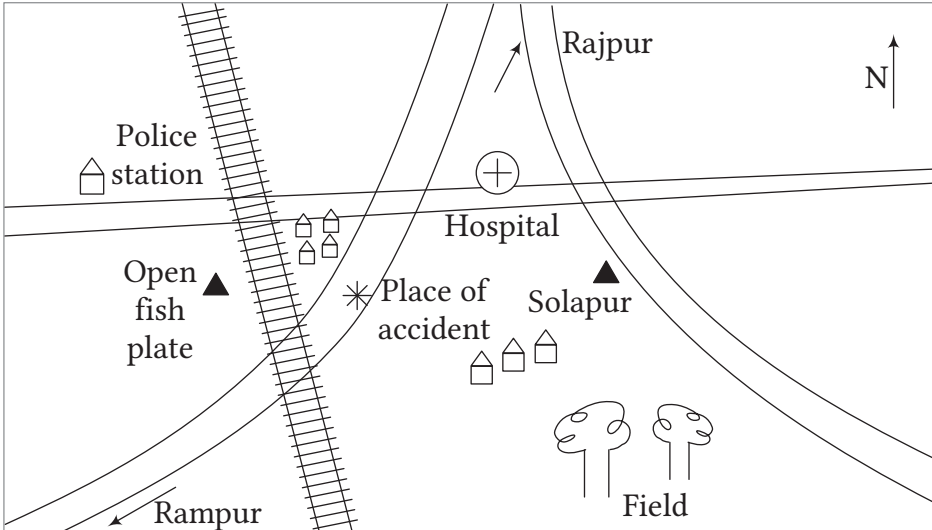 Rajpur
N
Police
station
Hospital
Open
fish
plate
Place of
accident
Solapur
Field
Rampur